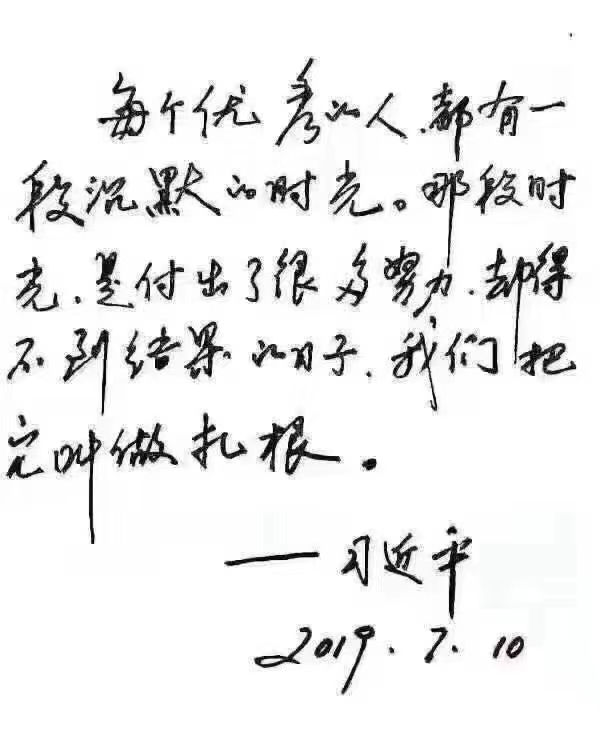 每个优秀的人,都有一
段沉默的时光。那段时
光,是付出了很多努力,却得
不到结果的日子,我们把
它叫做扎根。
——习近平
2019.7.10